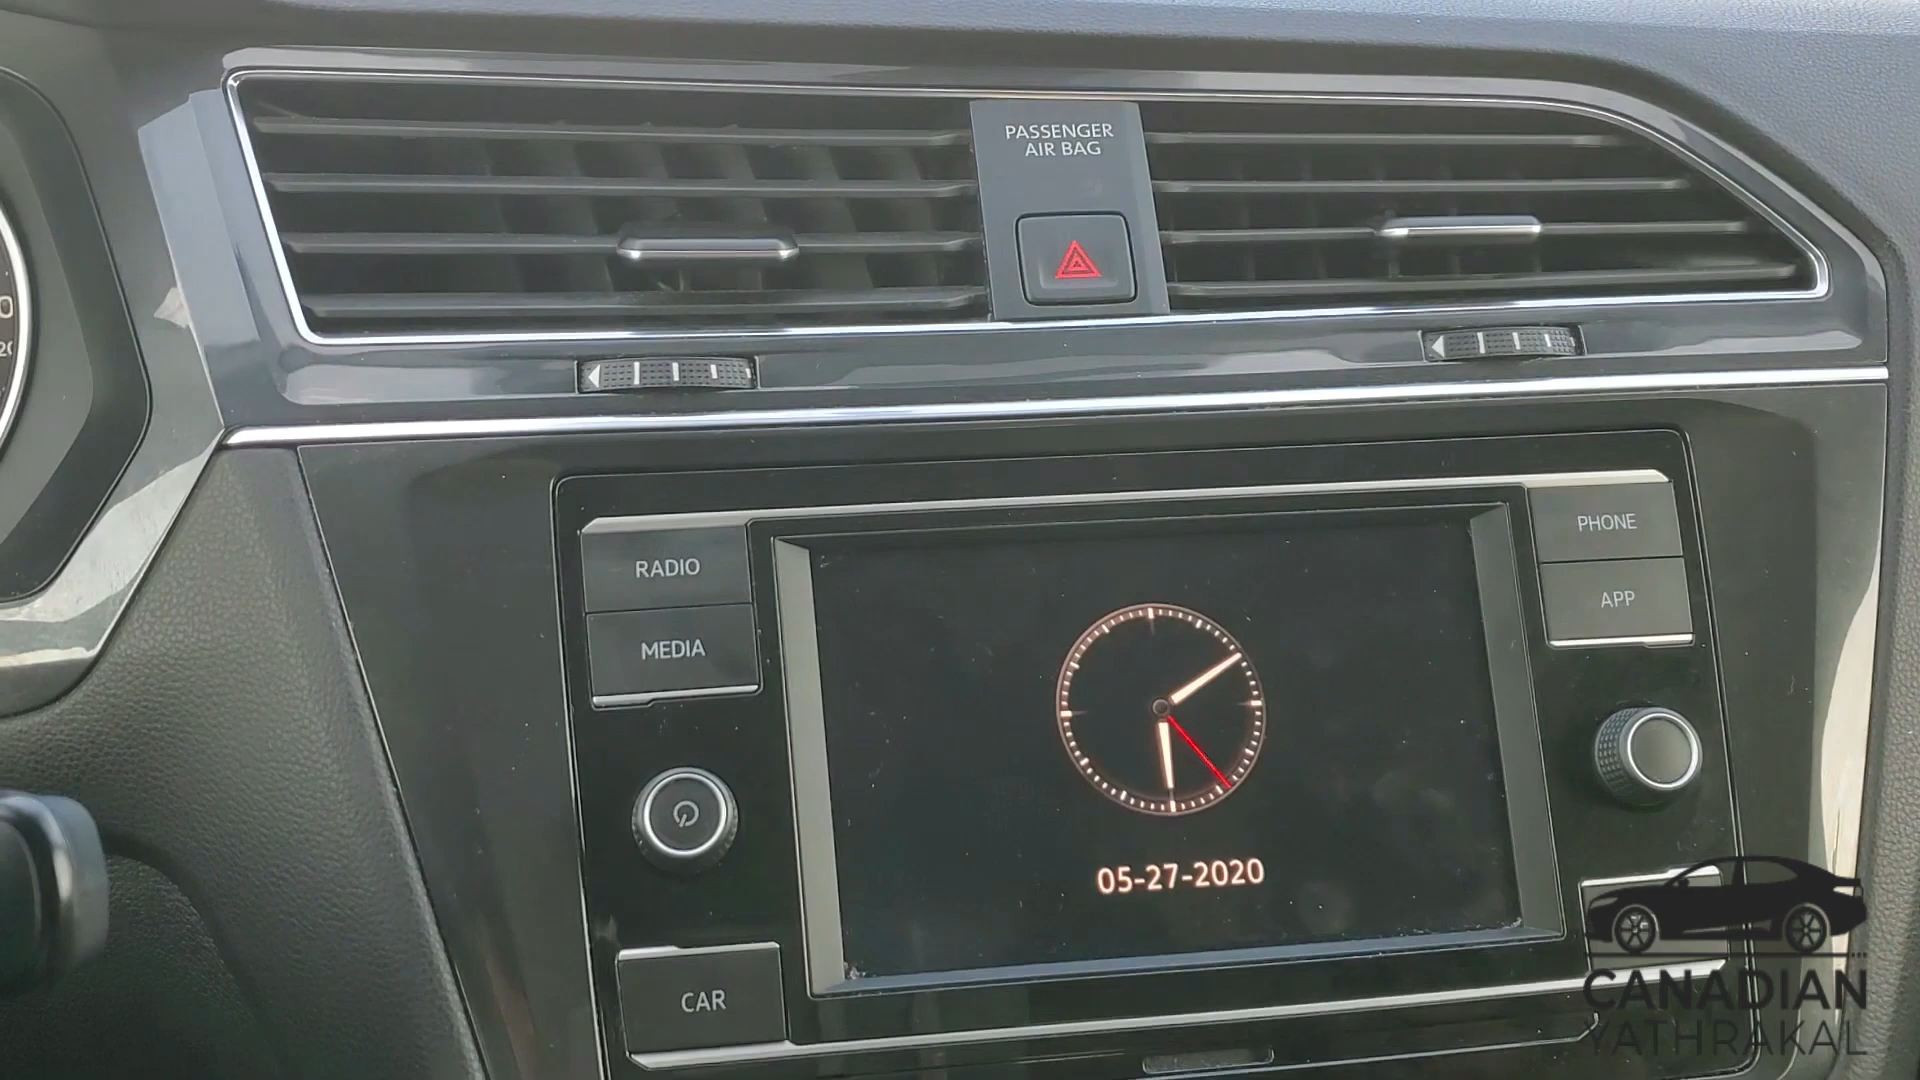 PASSENGER
AIR BAG
RADIO
MEDIA
PHONE
APP
05-27-2020
CAR
CANADIAN
YATHRAKAL